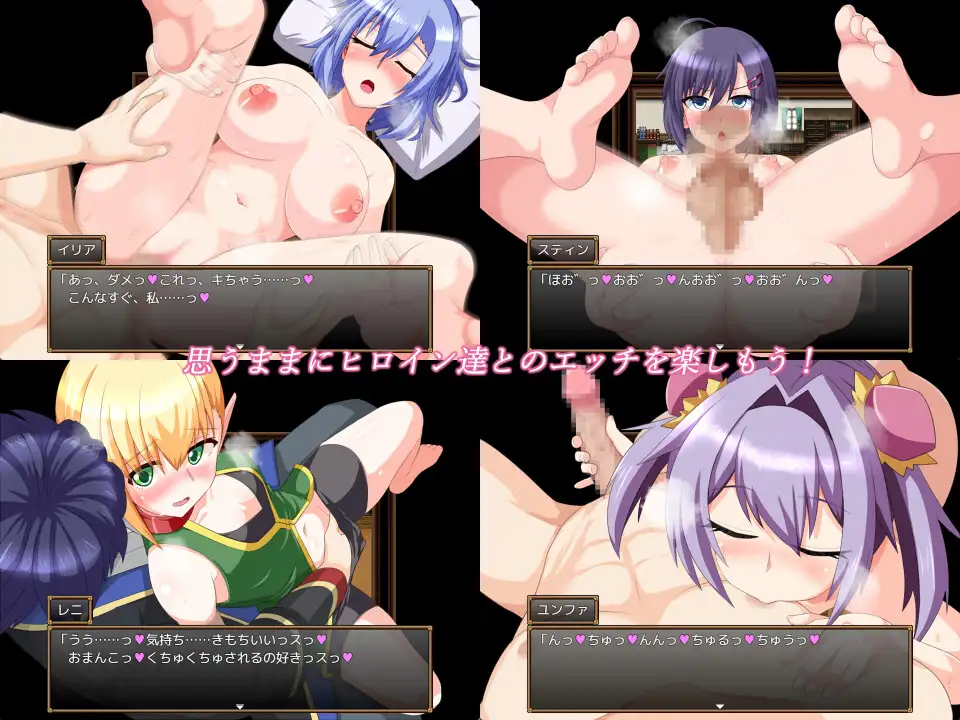 イリア
「あっ、ダメっ♥これっ、キちゃう……っ♥
こんなすぐ、私……っ♥
スティン
「ほお゛っ♥おお゛っ♥んおお゛っ♥おお゛んっ♥
思うままにヒロイン達とのエッチを楽しもう！
レニ
「うう……っ♥気持ち……きもちいいっスっ♥
おまんこっ♥くちゅくちゅされるの好きっスっ♥
ユンファ
「んっ♥ちゅっ♥んんっ♥ちゅるっ♥ちゅうっ♥